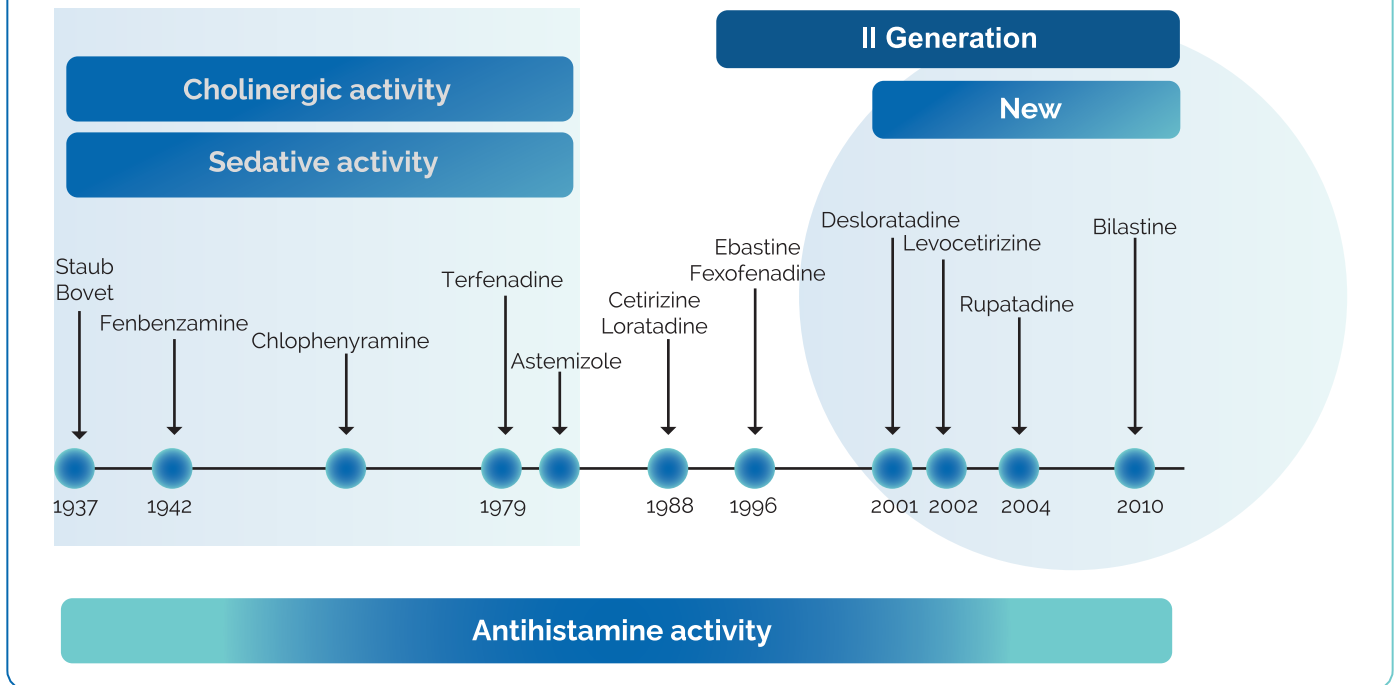 II Generation
Cholinergic activity
New
Sedative activity
Staub
Bovet
Fenbenzamine
Chlophenyramine
Terfenadine
Astemizole
Cetirizine
Loratadine
Ebastine
Fexofenadine
Desloratadine
Levocetirizine
Rupatadine
Bilastine
1937
1942
1979
1988
1996
2001
2002
2004
2010
Antihistamine activity